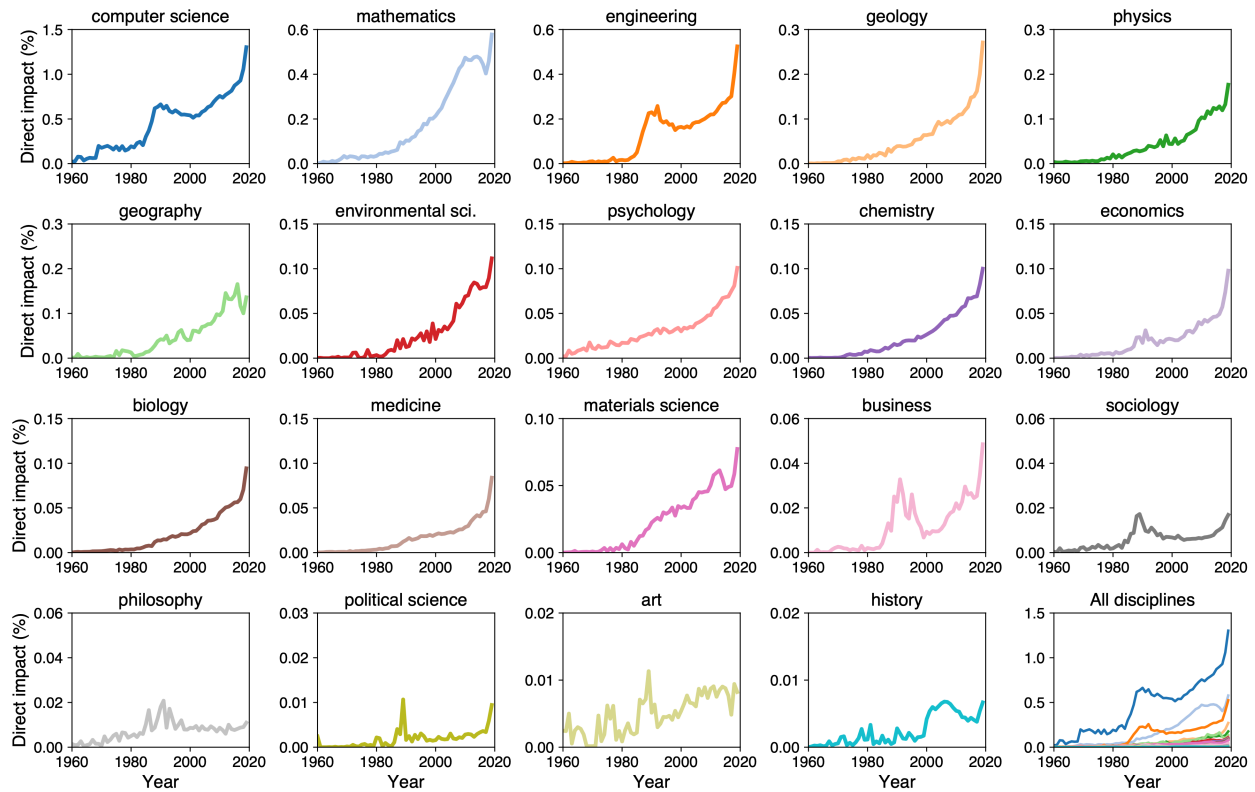 computer science mathematics engineering geology physics
Direct impact (%)
1.5 0.6 0.6 0.3 0.3
1.0 0.4 0.4 0.2 0.2
0.5 0.2 0.2 0.1 0.1
0.0 0.0 0.0 0.0 0.0
1960 1980 2000 2020 1960 1980 2000 2020 1960 1980 2000 2020 1960 1980 2000 2020 1960 1980 2000 2020
geography environmental sci. psychology chemistry economics
Direct impact (%)
0.3 0.15 0.15 0.15 0.15
0.2 0.10 0.10 0.10 0.10
0.1 0.05 0.05 0.05 0.05
0.0 0.00 0.00 0.00 0.00
1960 1980 2000 2020 1960 1980 2000 2020 1960 1980 2000 2020 1960 1980 2000 2020 1960 1980 2000 2020
biology medicine materials science business sociology
Direct impact (%)
0.15 0.15 0.10 0.06 0.06
0.10 0.10 0.04 0.04
0.05 0.05 0.05 0.02 0.02
0.00 0.00 0.00 0.00 0.00
1960 1980 2000 2020 1960 1980 2000 2020 1960 1980 2000 2020 1960 1980 2000 2020 1960 1980 2000 2020
philosophy political science art history All disciplines
Direct impact (%)
0.06 0.03 0.02 0.02 1.5
0.04 0.02 1.0
0.01 0.01
0.02 0.01 0.5
0.00 0.00 0.00 0.00 0.0
1960 1980 2000 2020 1960 1980 2000 2020 1960 1980 2000 2020 1960 1980 2000 2020 1960 1980 2000 2020
Year Year Year Year Year